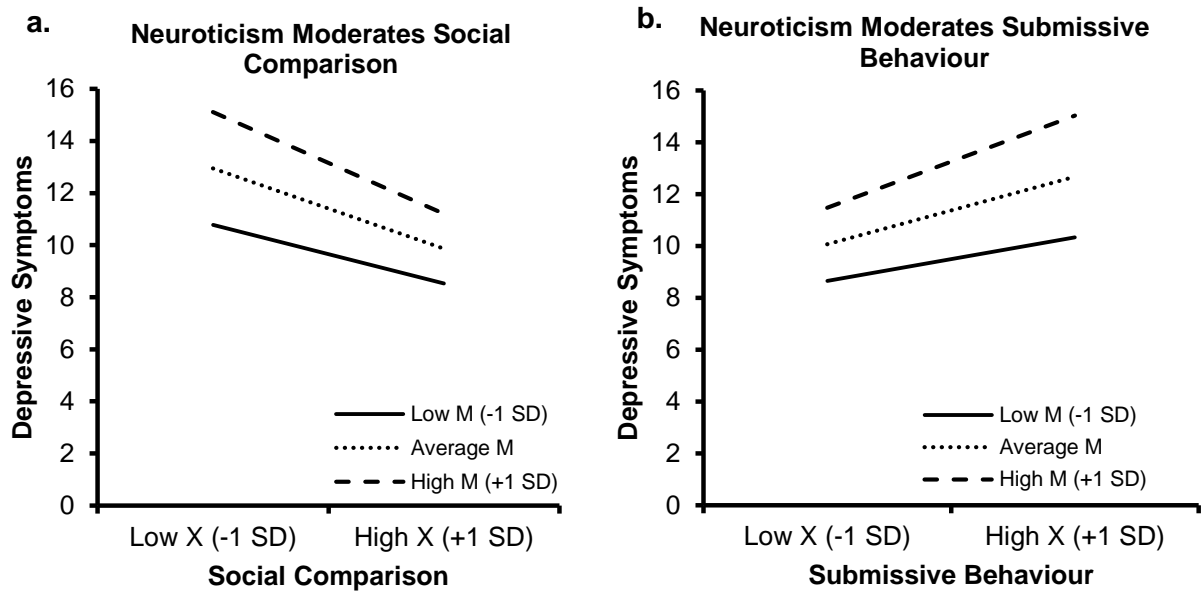 a.
Neuroticism Moderates Social
Comparison
16
14
12
10
8
6
4
2
0
Depressive Symptoms
Low M (-1 SD)
Average M
High M (+1 SD)
Low X (-1 SD)
High X (+1 SD)
Social Comparison
b.
Neuroticism Moderates Submissive
Behaviour
16
14
12
10
8
6
4
2
0
Depressive Symptoms
Low M (-1 SD)
Average M
High M (+1 SD)
Low X (-1 SD)
High X (+1 SD)
Submissive Behaviour